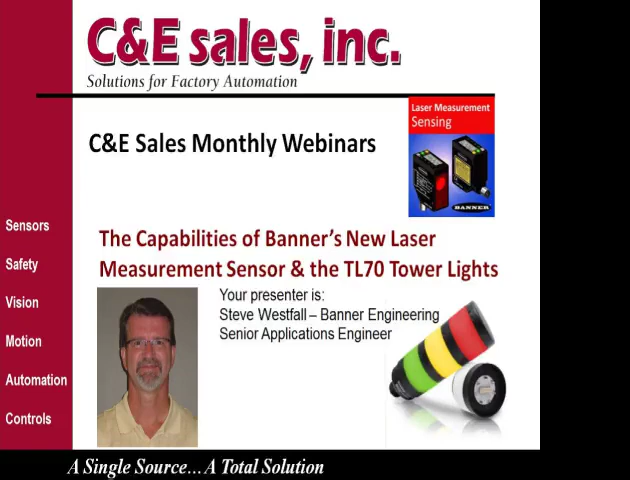 C&E sales, inc.
Solutions for Factory Automation
C&E Sales Monthly Webinars
Laser Measurement
Sensing
BANNER
Sensors
Safety
Vision
Motion
Automation
Controls
The Capabilities of Banner's New Laser
Measurement Sensor & the TL70 Tower Lights
Your presenter is:
Steve Westfall – Banner Engineering
Senior Applications Engineer
A Single Source… A Total Solution